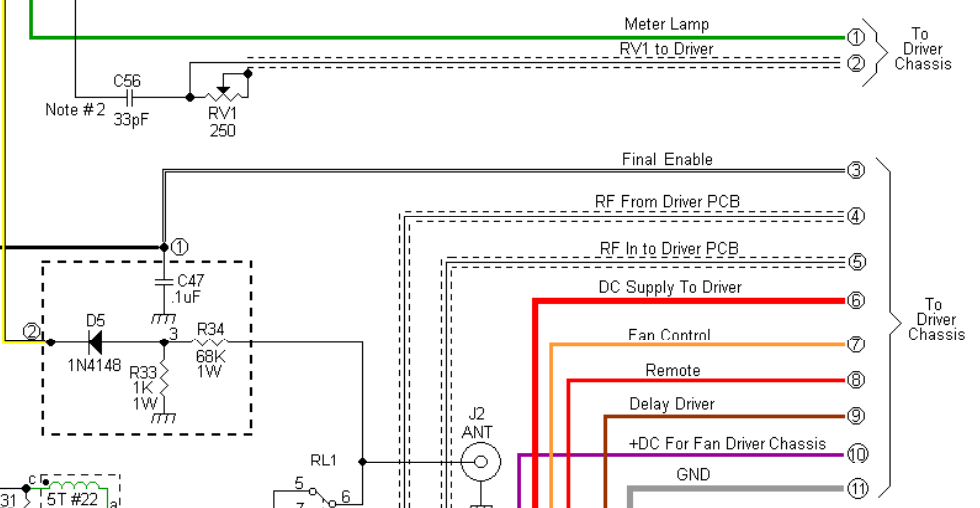 Meter Lamp
1
To
Driver
Chassis
RV1 to Driver
2
C56
33pF
Note #2
RV1
250
Final Enable
3
RF From Driver PCB
4
RF In to Driver PCB
5
1
C47
.1uF
DC Supply To Driver
6
To
Driver
Chassis
2
D5
1N4148
3
R34
68K
1W
R33
1K
1W
Fan Control
7
Remote
8
Delay Driver
9
J2
ANT
+DC For Fan Driver Chassis
10
RL1
GND
11
5
6
7
31
c
5T #22
a